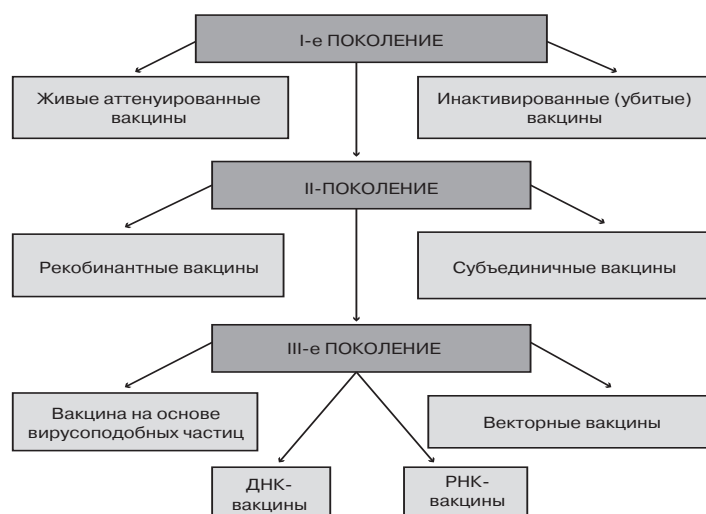 I-е ПОКОЛЕНИЕ
Живые аттенуированные
вакцины
Инактивированные (убитые)
вакцины
II-ПОКОЛЕНИЕ
Рекобинантные вакцины
Субъединичные вакцины
III-е ПОКОЛЕНИЕ
Вакцина на основе
вирусоподобных частиц
Векторные вакцины
ДНК-
вакцины
РНК-
вакцины